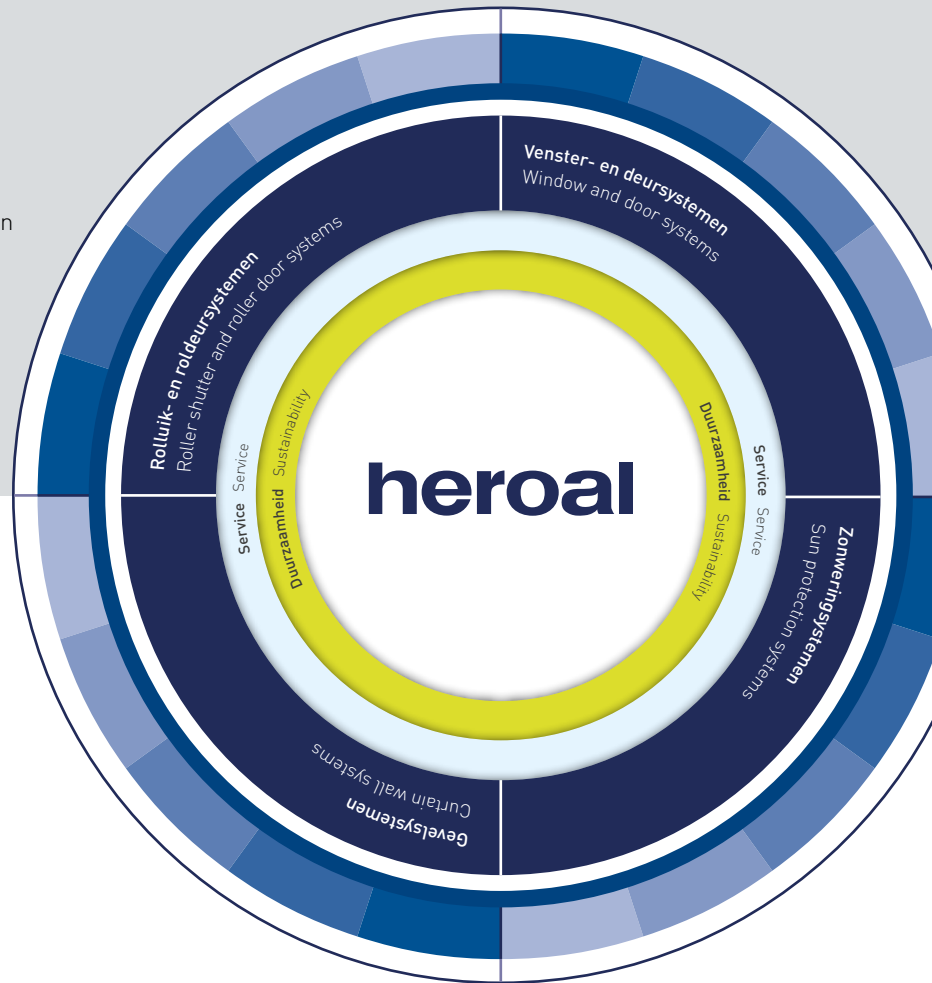 n
Venster- en deursystemen
Window and door systems
Rolluik- en roldeursystemen
Roller shutter and roller door systems
Service Service
Duurzaamheid Sustainability
heroal
Duurzaamheid Sustainability
Service Service
Zonweringsystemen
Sun protection systems
Gevelsystemen
Curtain wall systems